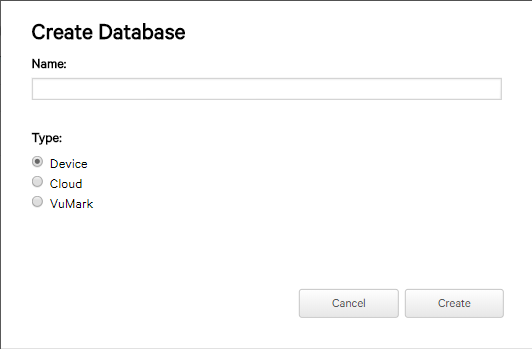 Create Database
Name:
Type:
Device
Cloud
VuMark
Cancel
Create